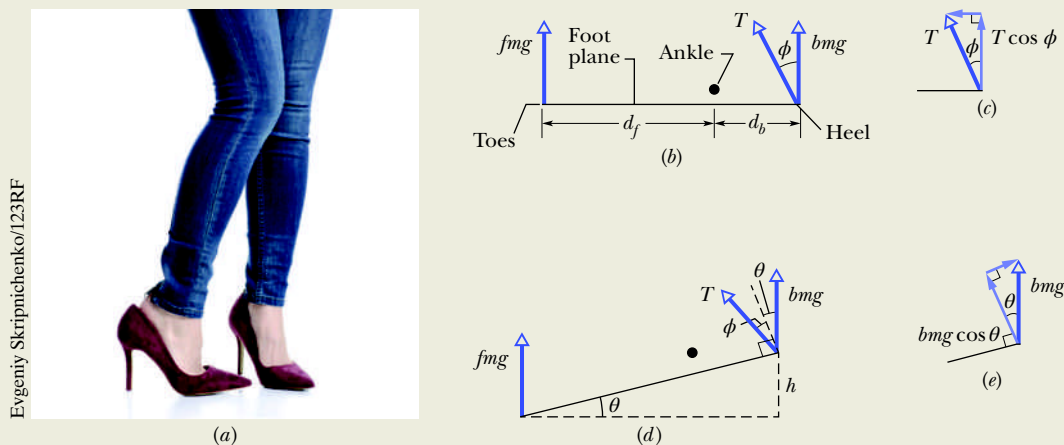 Evgeniy Skripnichenko/123RF
(a)
fmg
Foot
plane
Ankle
T
ϕ
bmg
Toes
d_f
d_b
Heel
(b)
T
ϕ
T cos ϕ
(c)
fmg
θ
T
ϕ
θ
bmg
h
(d)
θ
bmg
bmg cos θ
(e)